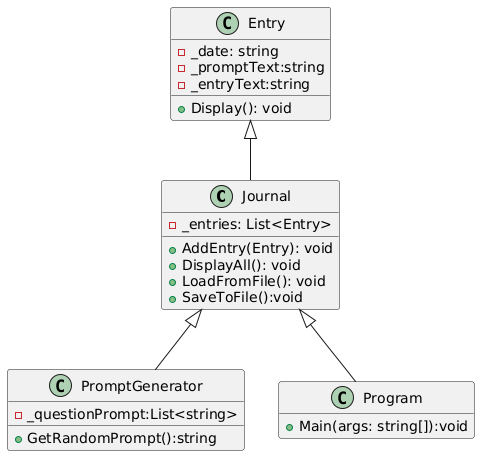 C Entry
_date: string
_promptText:string
_entryText:string
Display(): void
C Journal
_entries: List<Entry>
AddEntry(Entry): void
DisplayAll(): void
LoadFromFile(): void
SaveToFile():void
C PromptGenerator
_questionPrompt:List<string>
GetRandomPrompt():string
C Program
Main(args: string[]):void